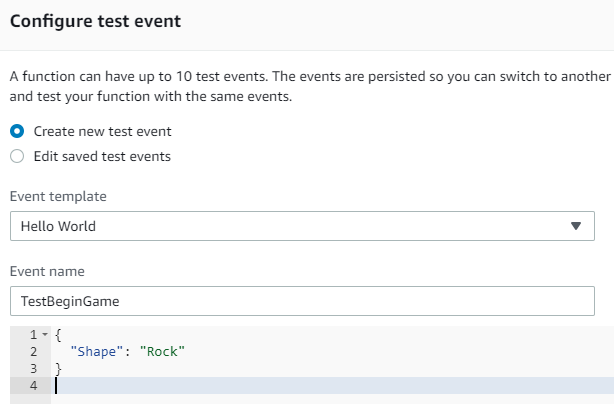 Configure test event
A function can have up to 10 test events. The events are persisted so you can switch to another
and test your function with the same events.
Create new test event
Edit saved test events
Event template
Hello World
Event name
TestBeginGame
1 {
2 "Shape": "Rock"
3 }
4